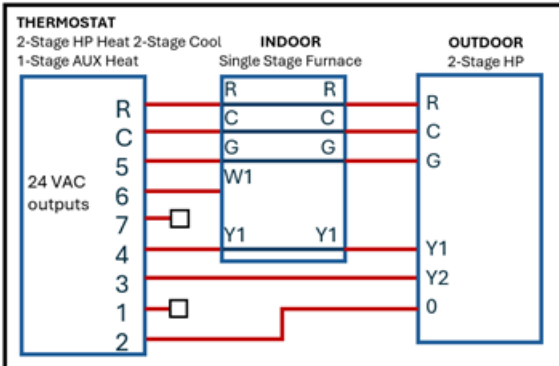 THERMOSTAT
2-Stage HP Heat 2-Stage Cool
1-Stage AUX Heat
INDOOR
Single Stage Furnace
OUTDOOR
2-Stage HP
24 VAC
outputs
R
C
5
6
7
4
3
1
2
R R
C C
G G
W1
Y1 Y1
R
C
G
Y1
Y2
0